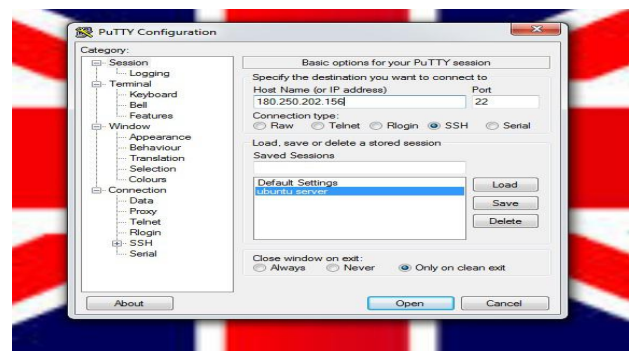 PuTTY Configuration
Category:
Session
Logging
Terminal
Keyboard
Bell
Features
Window
Appearance
Behaviour
Translation
Selection
Colours
Connection
Data
Proxy
Telnet
Rlogin
SSH
Serial
Basic options for your PuTTY session
Specify the destination you want to connect to
Host Name (or IP address) Port
180.250.202.156 22
Connection type:
Raw Telnet Rlogin SSH Serial
Load, save or delete a stored session
Saved Sessions
Default Settings
ubuntu server
Load
Save
Delete
Close window on exit:
Always Never Only on clean exit
About Open Cancel